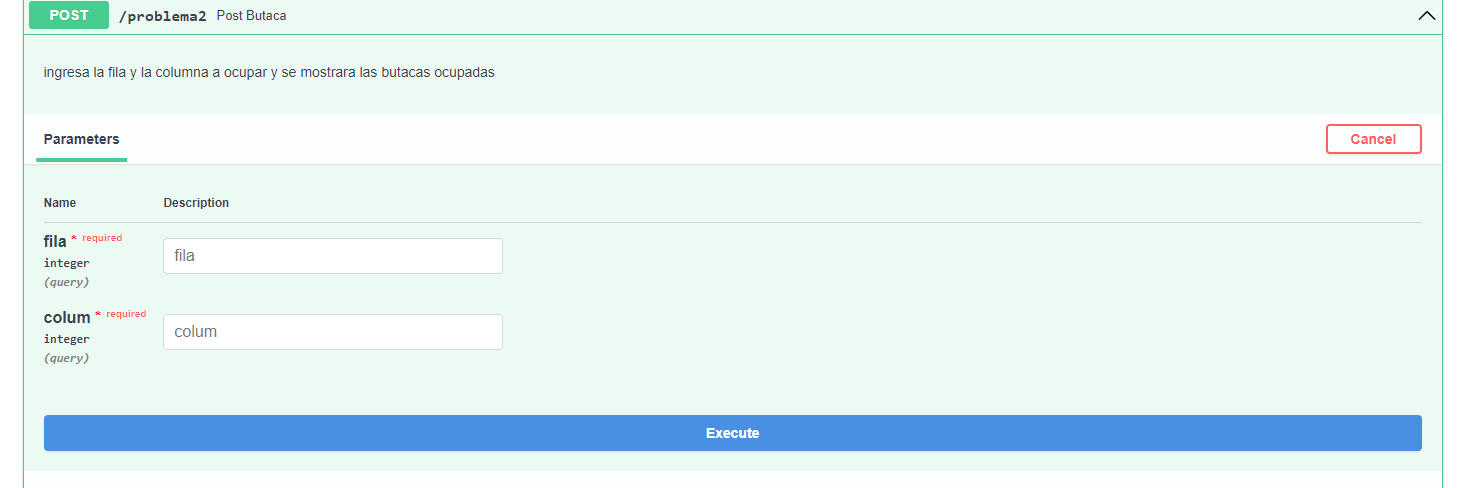 POST /problema2 Post Butaca
ingresa la fila y la columna a ocupar y se mostrara las butacas ocupadas
Parameters
Cancel
Name Description
fila * required
fila
integer
(query)
colum * required
colum
integer
(query)
Execute